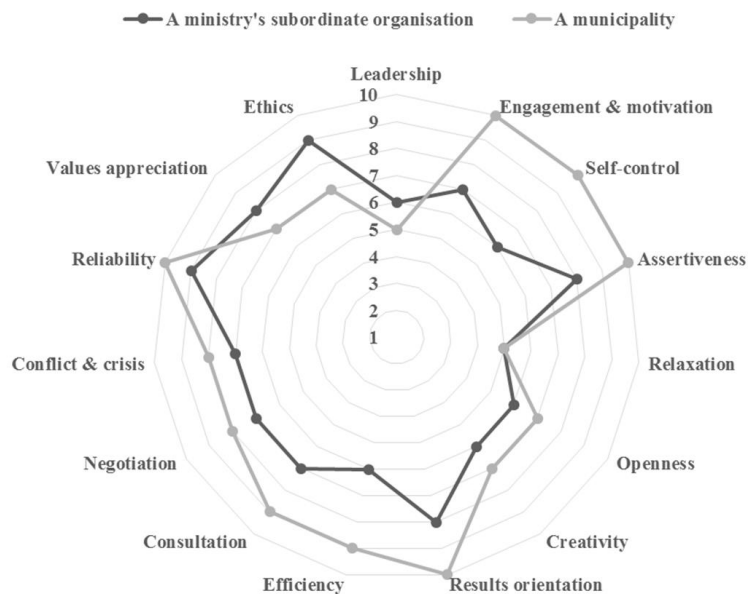 A ministry's subordinate organisation
A municipality
Leadership
Engagement & motivation
Self-control
Assertiveness
Relaxation
Openness
Creativity
Results orientation
Efficiency
Consultation
Negotiation
Conflict & crisis
Reliability
Values appreciation
Ethics
10
9
8
7
6
5
4
3
2
1